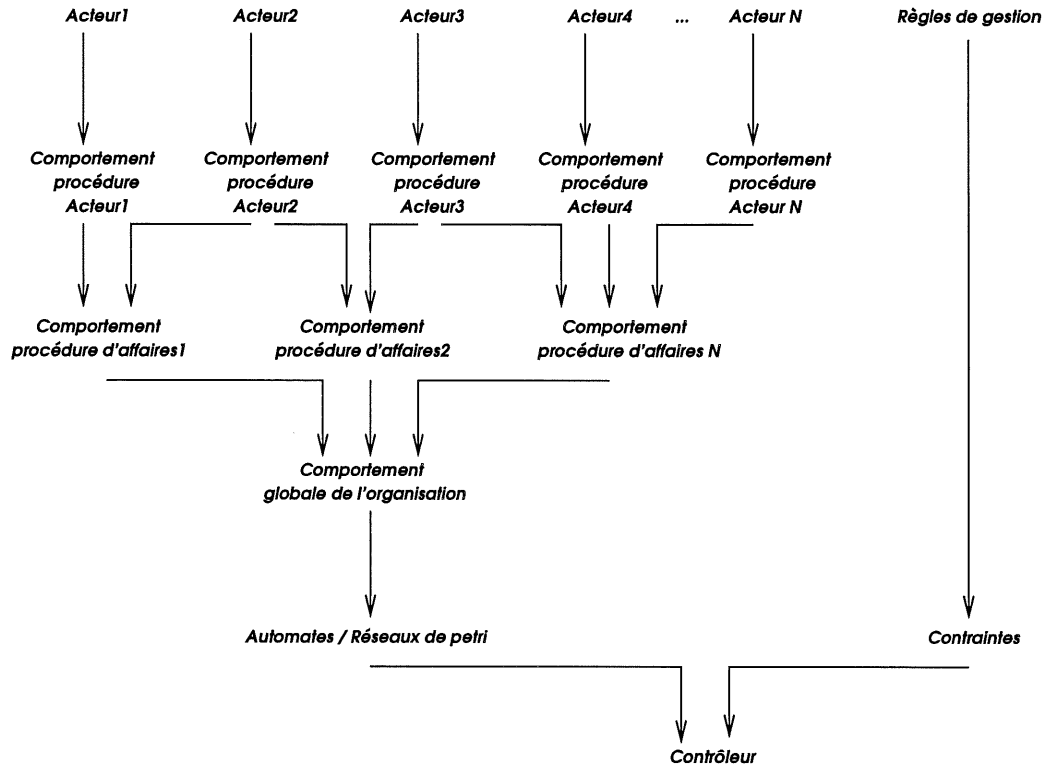 Acteur1 Acteur2 Acteur3 Acteur4 ... Acteur N Règles de gestion
Comportement Comportement Comportement Comportement Comportement
procédure procédure procédure procédure procédure
Acteur1 Acteur2 Acteur3 Acteur4 Acteur N
Comportement Comportement Comportement
procédure d'affaires1 procédure d'affaires2 procédure d'affaires N
Comportement
globale de l'organisation
Automates / Réseaux de petri Contraintes
Contrôleur